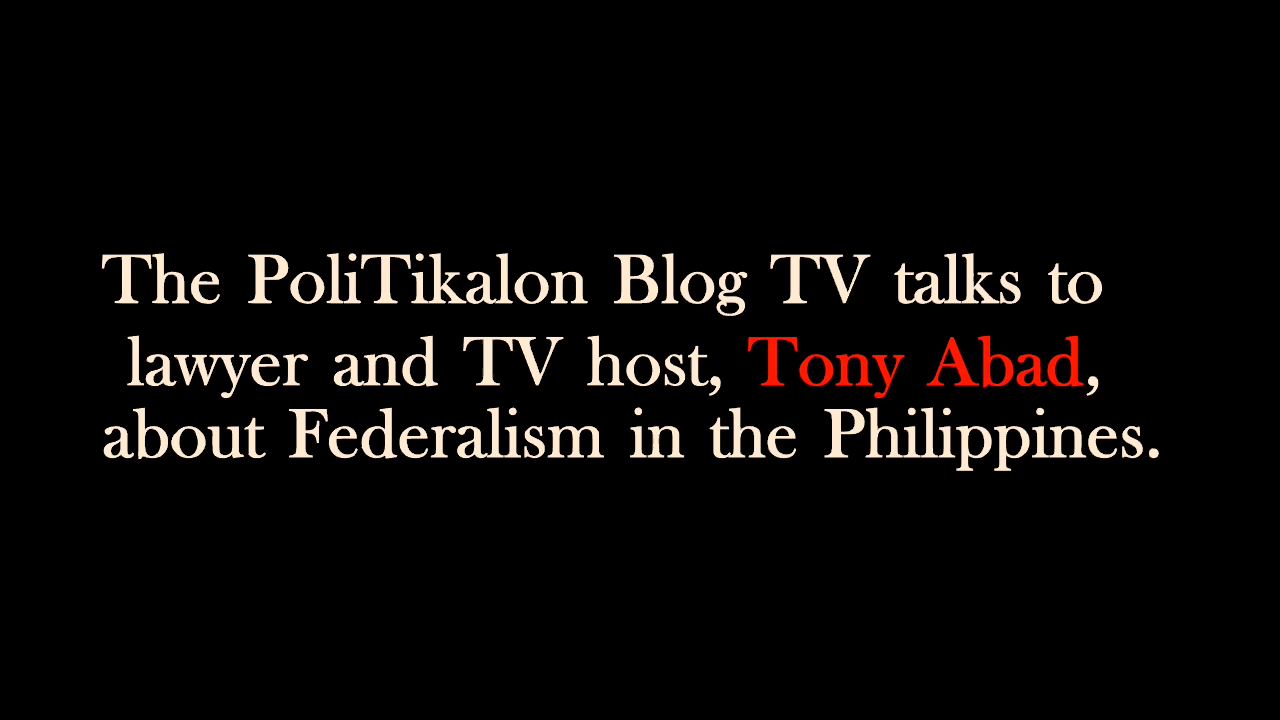 The PoliTikalon Blog TV talks to
lawyer and TV host, Tony Abad,
about Federalism in the Philippines.